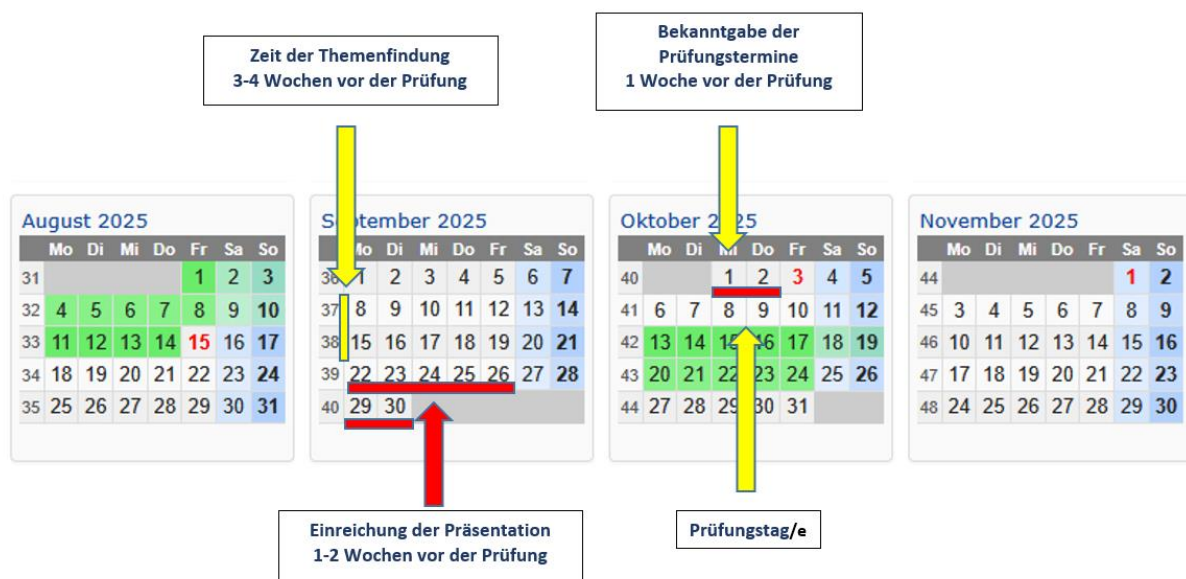 Zeit der Themenfindung
3-4 Wochen vor der Prüfung
Bekanntgabe der
Prüfungstermine
1 Woche vor der Prüfung
August 2025
Mo Di Mi Do Fr Sa So
31 1 2 3
32 4 5 6 7 8 9 10
33 11 12 13 14 15 16 17
34 18 19 20 21 22 23 24
35 25 26 27 28 29 30 31
September 2025
Mo Di Mi Do Fr Sa So
36 1 2 3 4 5 6 7
37 8 9 10 11 12 13 14
38 15 16 17 18 19 20 21
39 22 23 24 25 26 27 28
40 29 30
Oktober 2025
Mo Di Mi Do Fr Sa So
40 1 2 3 4 5
41 6 7 8 9 10 11 12
42 13 14 15 16 17 18 19
43 20 21 22 23 24 25 26
44 27 28 29 30 31
November 2025
Mo Di Mi Do Fr Sa So
44 1 2
45 3 4 5 6 7 8 9
46 10 11 12 13 14 15 16
47 17 18 19 20 21 22 23
48 24 25 26 27 28 29 30
Einreichung der Präsentation
1-2 Wochen vor der Prüfung
Prüfungstag/e